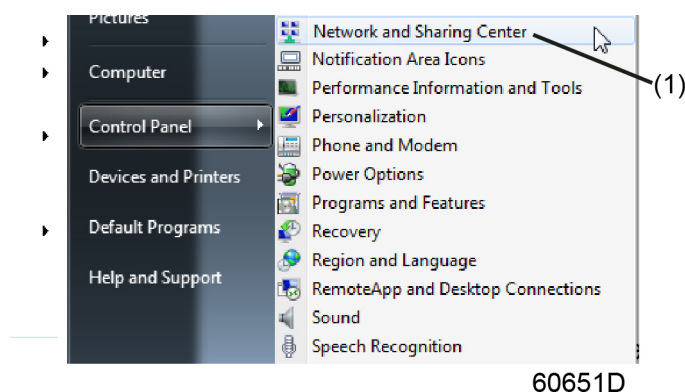 Pictures
Computer
Control Panel
Devices and Printers
Default Programs
Help and Support
Network and Sharing Center
Notification Area Icons
Performance Information and Tools
Personalization
Phone and Modem
Power Options
Programs and Features
Recovery
Region and Language
RemoteApp and Desktop Connections
Sound
Speech Recognition
(1)
60651D